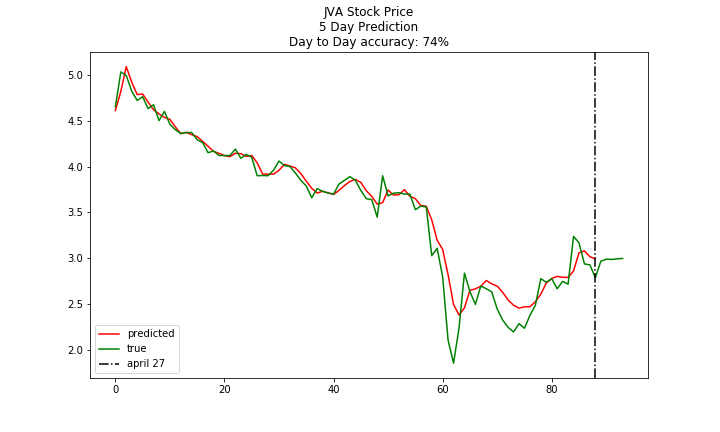 JVA Stock Price
5 Day Prediction
Day to Day accuracy: 74%
5.0
4.5
4.0
3.5
3.0
2.5
2.0
predicted
true
april 27
0 20 40 60 80